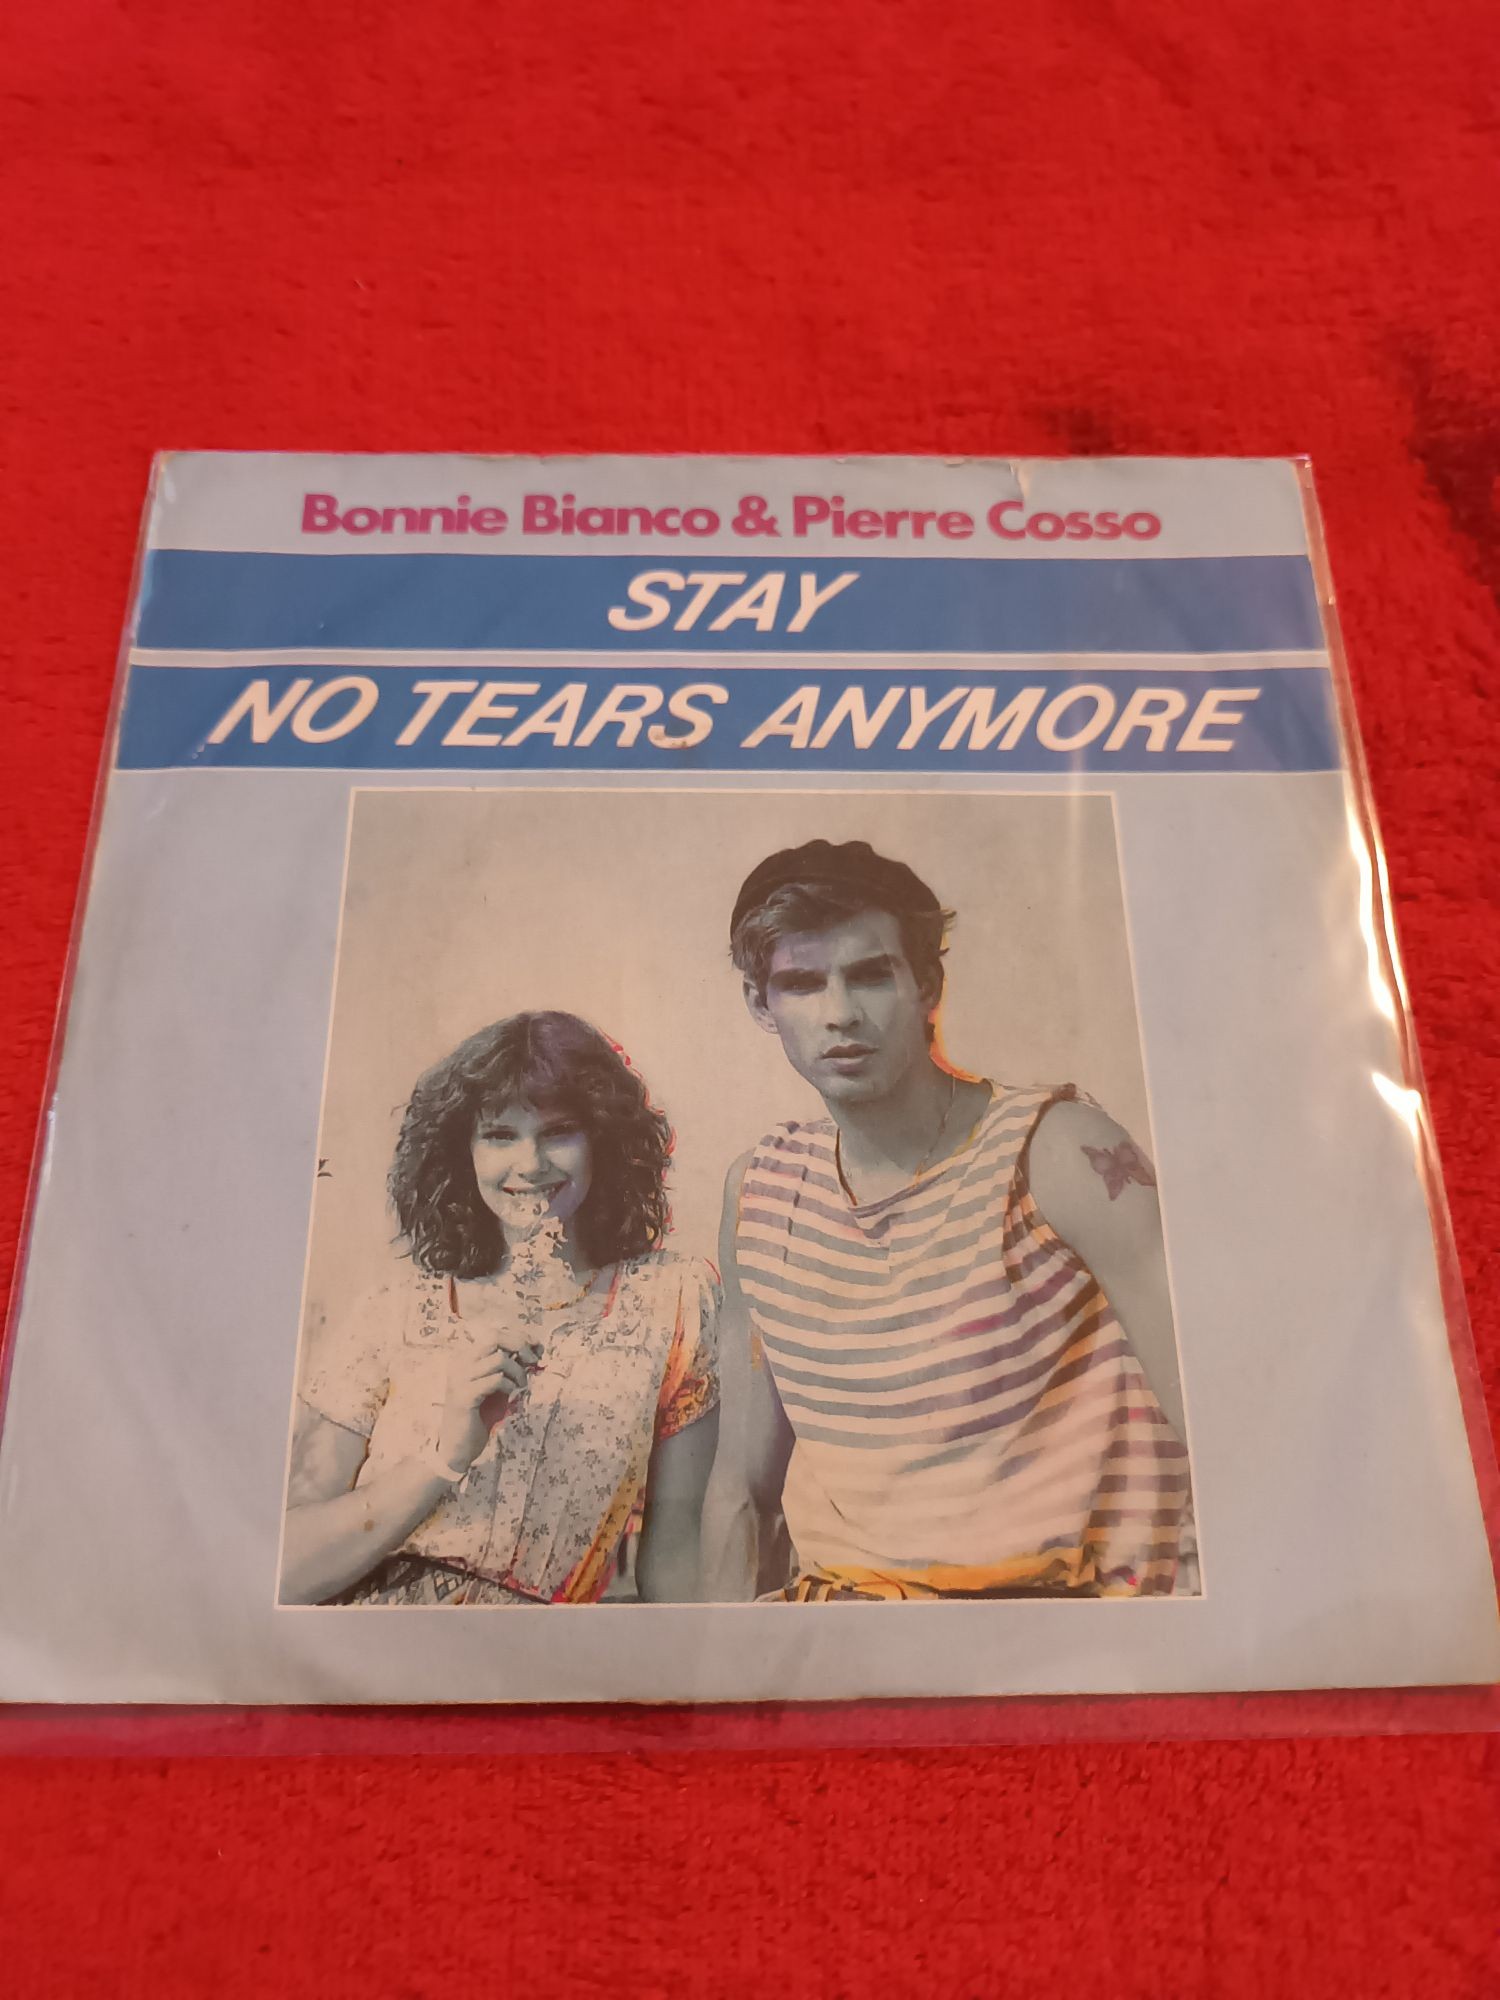 Bonnie Bianco & Pierre Cosso
STAY
NO TEARS ANYMORE